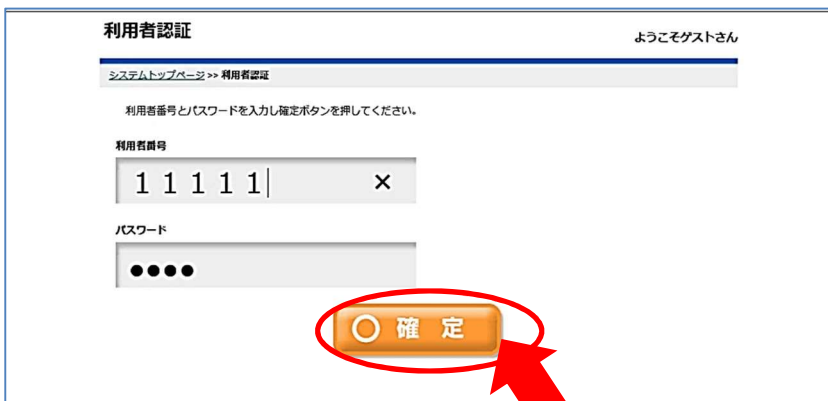 利用者認証
ようこそゲストさん
システムトップページ >> 利用者認証
利用者番号とパスワードを入力し確定ボタンを押してください。
利用者番号
11111 ×
パスワード
●●●●
○ 確 定